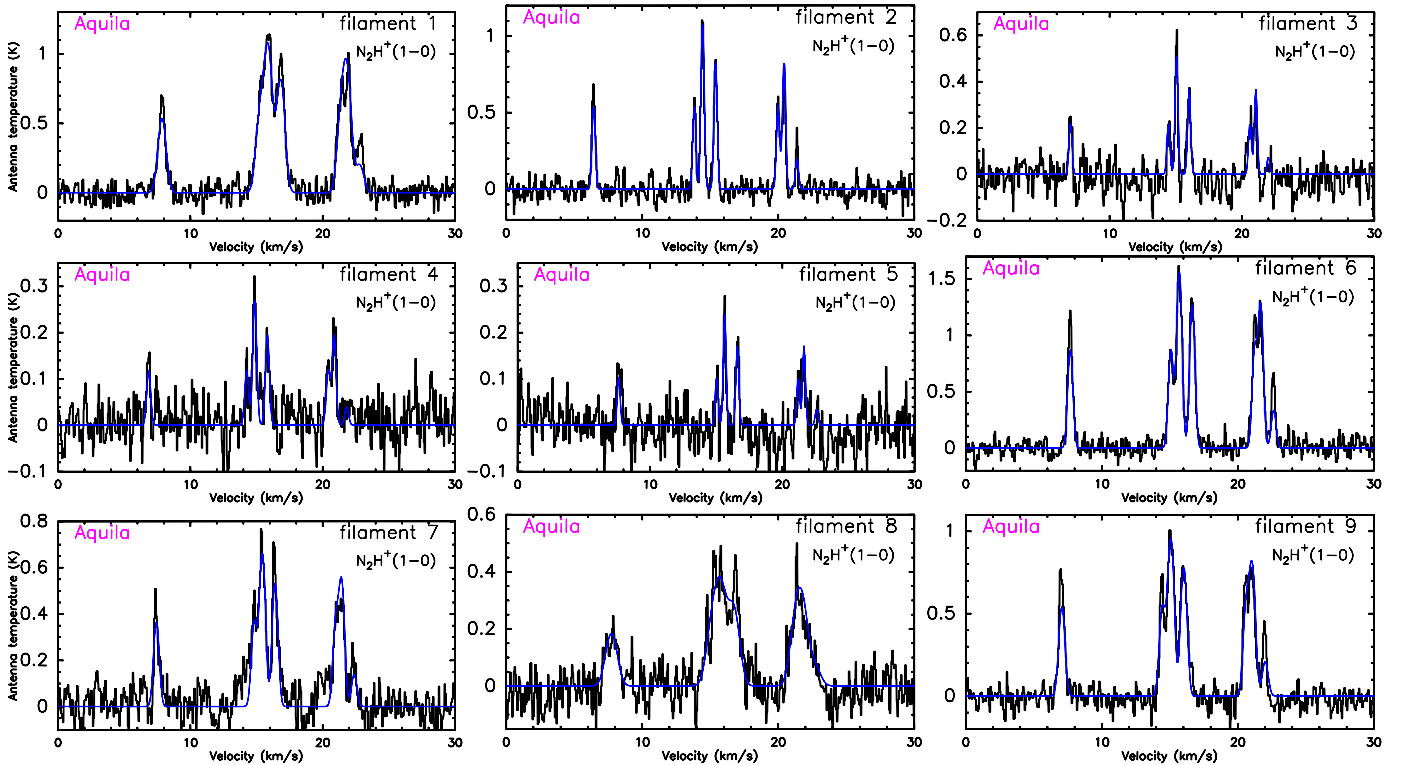 Aquila filament 1
N₂H⁺(1−0)
Antenna temperature (K)
1
0.5
0
0 10 20 30
Velocity (km/s)
Aquila filament 2
N₂H⁺(1−0)
1
0.5
0
0 10 20 30
Velocity (km/s)
Aquila filament 3
N₂H⁺(1−0)
0.6
0.4
0.2
0
−0.2
0 10 20 30
Velocity (km/s)
Aquila filament 4
N₂H⁺(1−0)
Antenna temperature (K)
0.3
0.2
0.1
0
−0.1
0 10 20 30
Velocity (km/s)
Aquila filament 5
N₂H⁺(1−0)
0.3
0.2
0.1
0
−0.1
0 10 20 30
Velocity (km/s)
Aquila filament 6
N₂H⁺(1−0)
1.5
1
0.5
0
0 10 20 30
Velocity (km/s)
Aquila filament 7
N₂H⁺(1−0)
Antenna temperature (K)
0.8
0.6
0.4
0.2
0
0 10 20 30
Velocity (km/s)
Aquila filament 8
N₂H⁺(1−0)
0.6
0.4
0.2
0
0 10 20 30
Velocity (km/s)
Aquila filament 9
N₂H⁺(1−0)
1
0.5
0
0 10 20 30
Velocity (km/s)